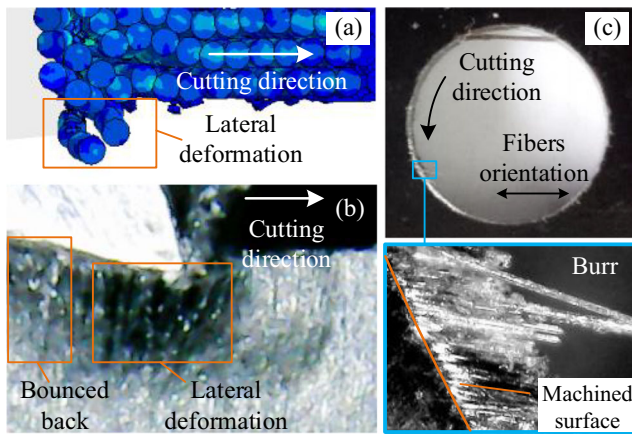 (a)
Cutting
direction
Lateral
deformation
(b)
Cutting
direction
Bounced
back
Lateral
deformation
(c)
Cutting
direction
Fibers
orientation
Burr
Machined
surface